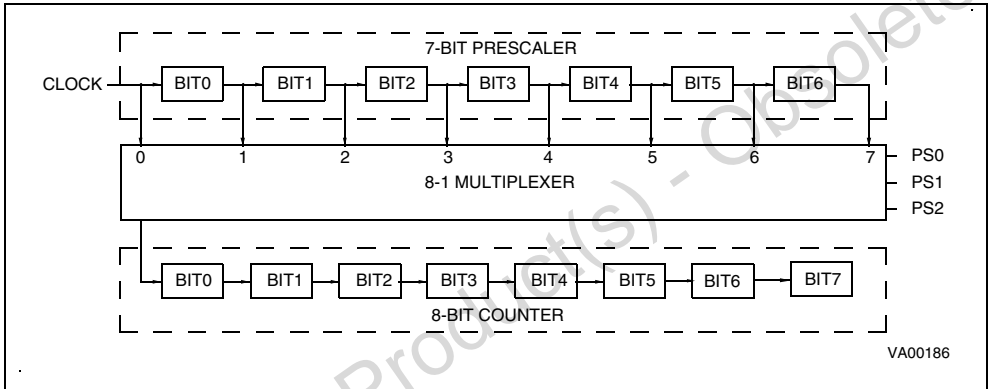 7-BIT PRESCALER
CLOCK BIT0 BIT1 BIT2 BIT3 BIT4 BIT5 BIT6
0 1 2 3 4 5 6 7
8-1 MULTIPLEXER
PS0
PS1
PS2
BIT0 BIT1 BIT2 BIT3 BIT4 BIT5 BIT6 BIT7
8-BIT COUNTER
VA00186
Product(s) - Obsolete